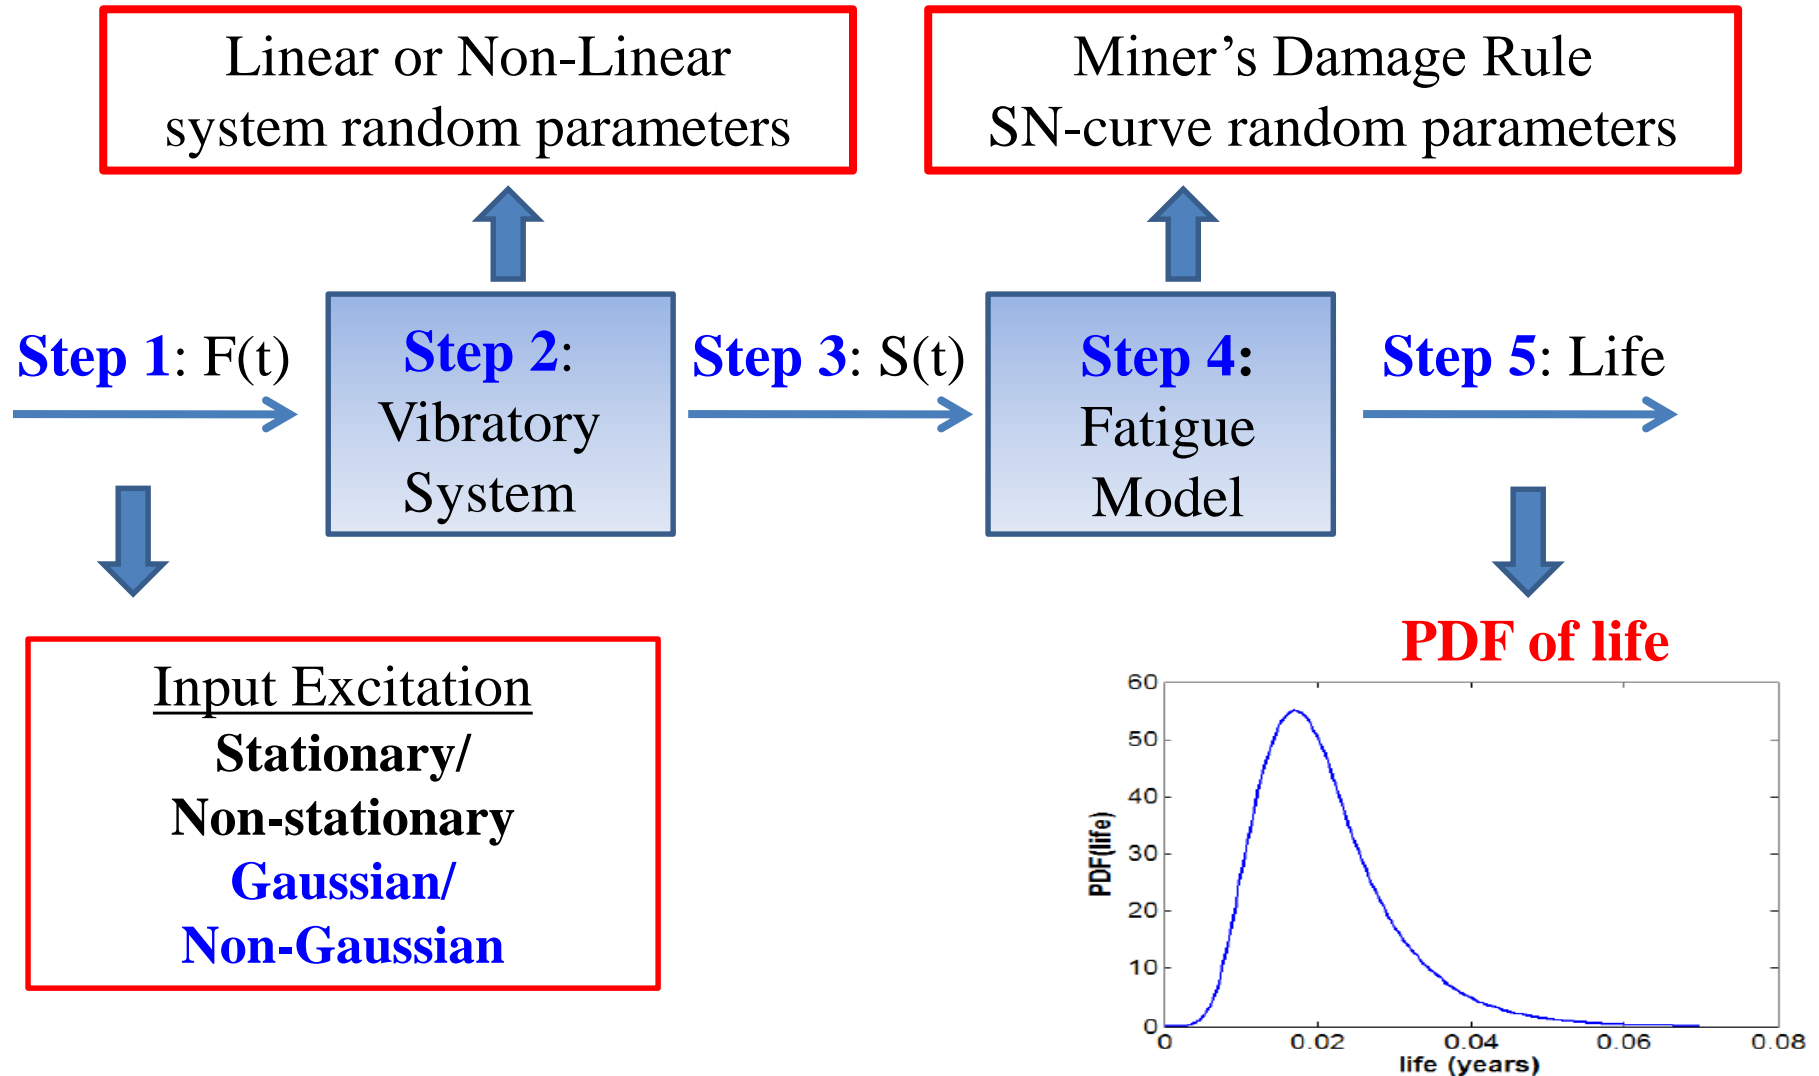 Linear or Non-Linear
system random parameters
Miner’s Damage Rule
SN-curve random parameters
Step 1: F(t)
Step 2:
Vibratory
System
Step 3: S(t)
Step 4:
Fatigue
Model
Step 5: Life
Input Excitation
Stationary/
Non-stationary
Gaussian/
Non-Gaussian
PDF of life
60
50
40
30
20
10
0
PDF(life)
0 0.02 0.04 0.06 0.08
life (years)